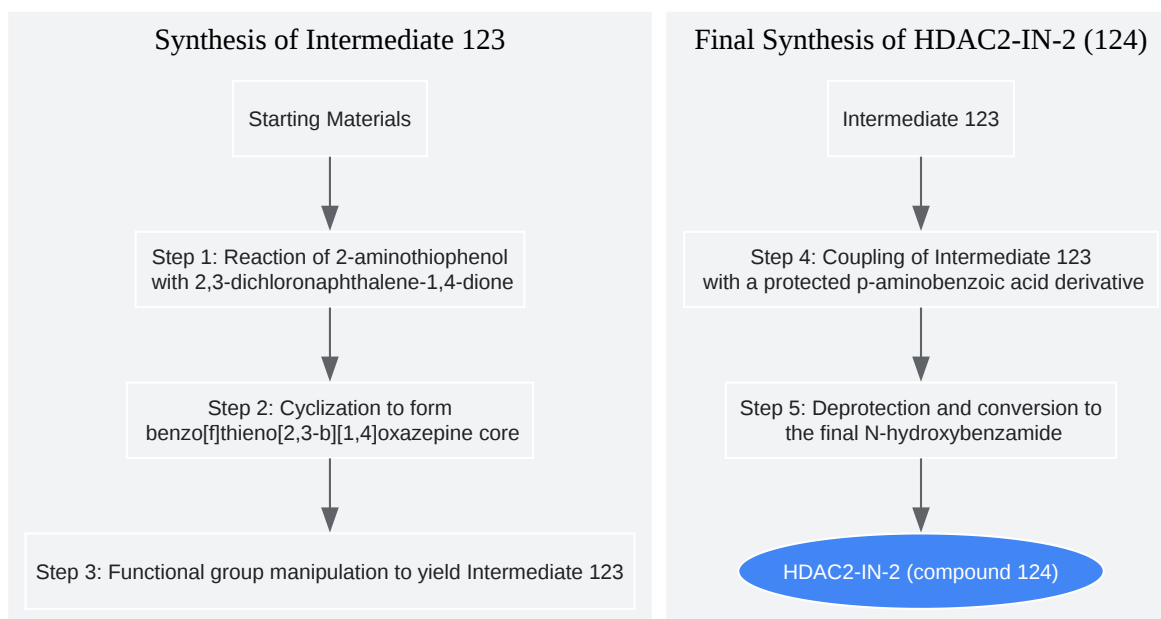 Synthesis of Intermediate 123
Starting Materials
Step 1: Reaction of 2-aminothiophenol
with 2,3-dichloronaphthalene-1,4-dione
Step 2: Cyclization to form
benzo[f]thieno[2,3-b][1,4]oxazepine core
Step 3: Functional group manipulation to yield Intermediate 123
Final Synthesis of HDAC2-IN-2 (124)
Intermediate 123
Step 4: Coupling of Intermediate 123
with a protected p-aminobenzoic acid derivative
Step 5: Deprotection and conversion to
the final N-hydroxybenzamide
HDAC2-IN-2 (compound 124)